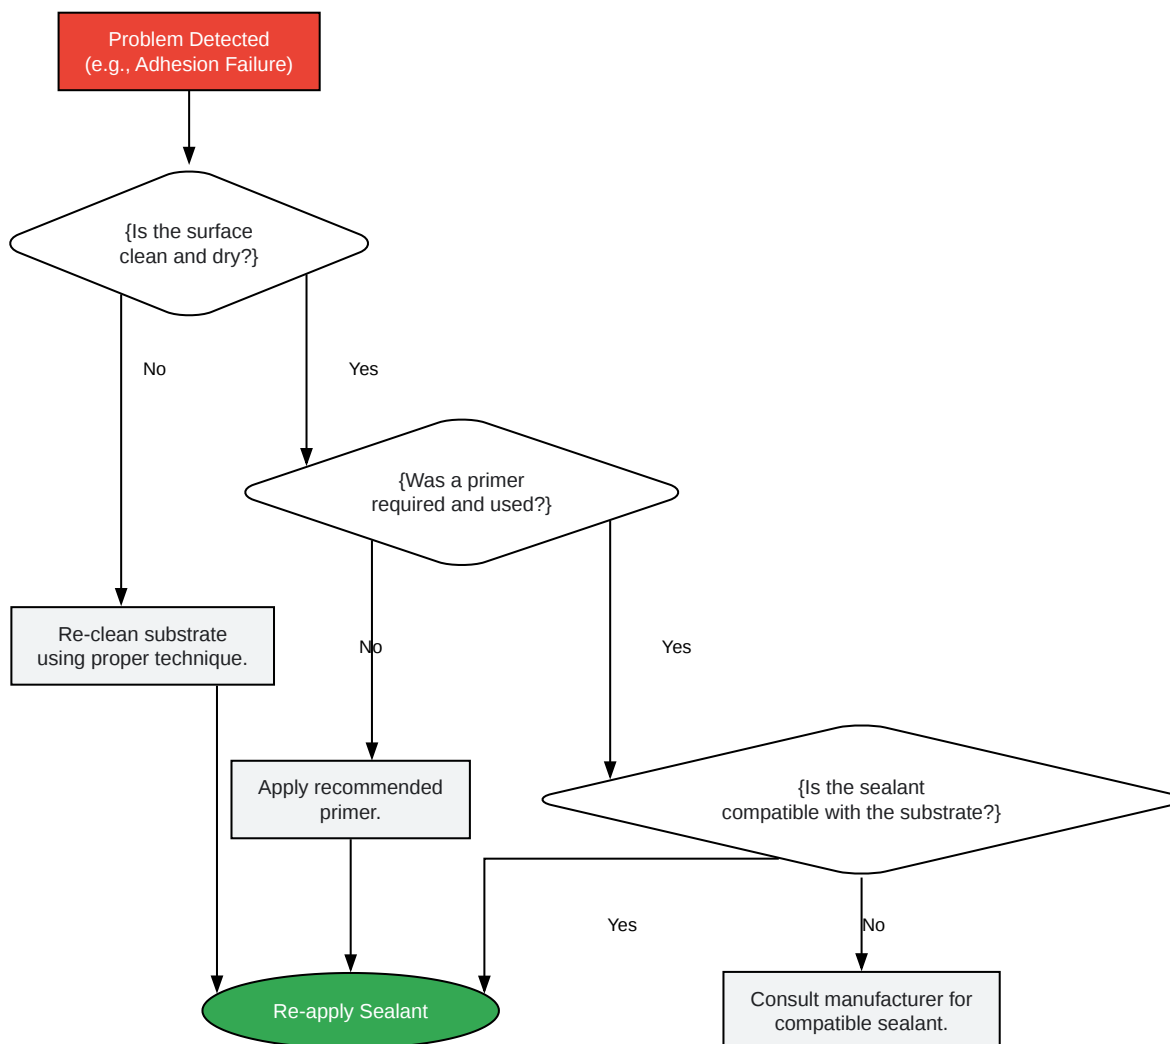 Problem Detected
(e.g., Adhesion Failure)
{Is the surface
clean and dry?}
No
Yes
{Was a primer
required and used?}
Re-clean substrate
using proper technique.
No
Yes
Apply recommended
primer.
{Is the sealant
compatible with the substrate?}
Yes
No
Re-apply Sealant
Consult manufacturer for
compatible sealant.